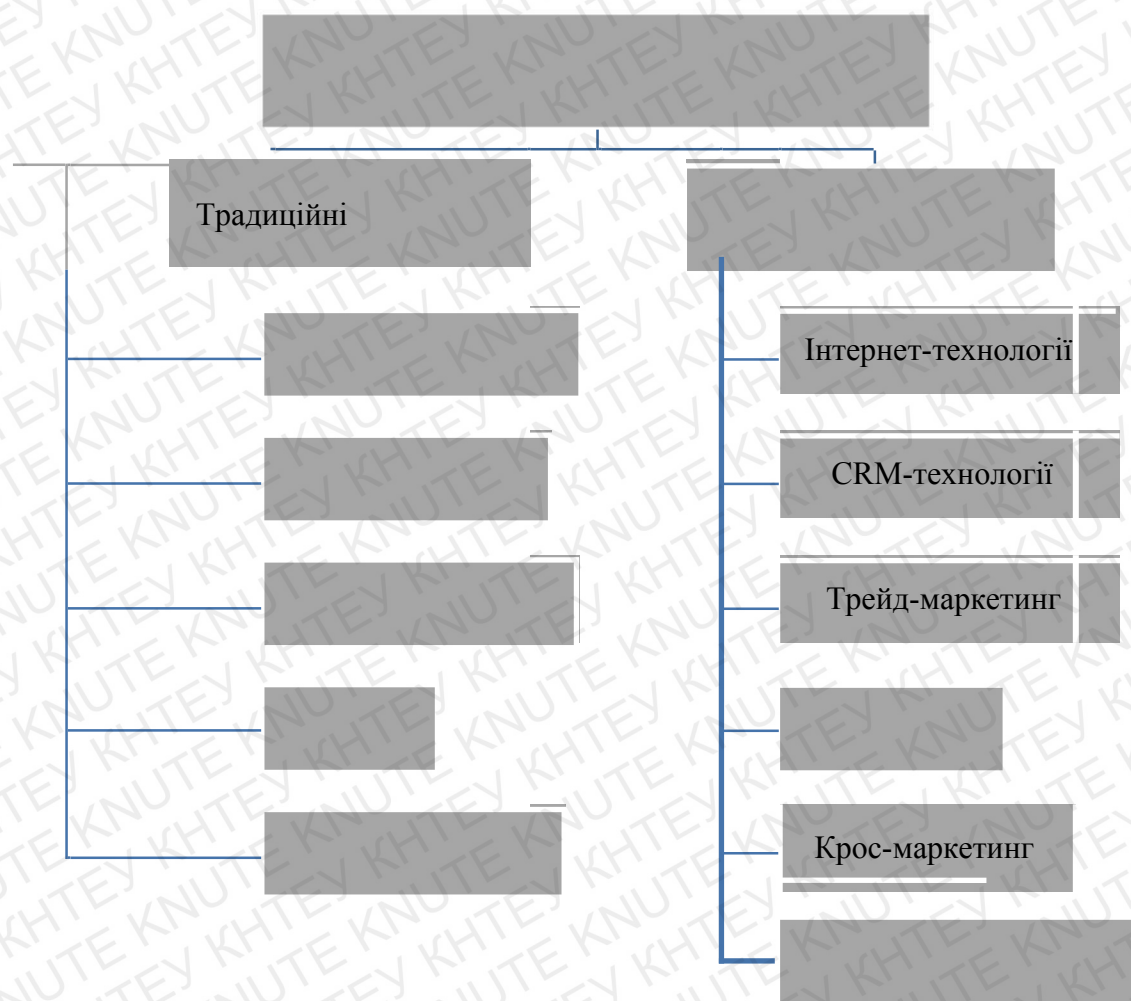 Традиційні
Інтернет-технології
CRM-технології
Трейд-маркетинг
Крос-маркетинг